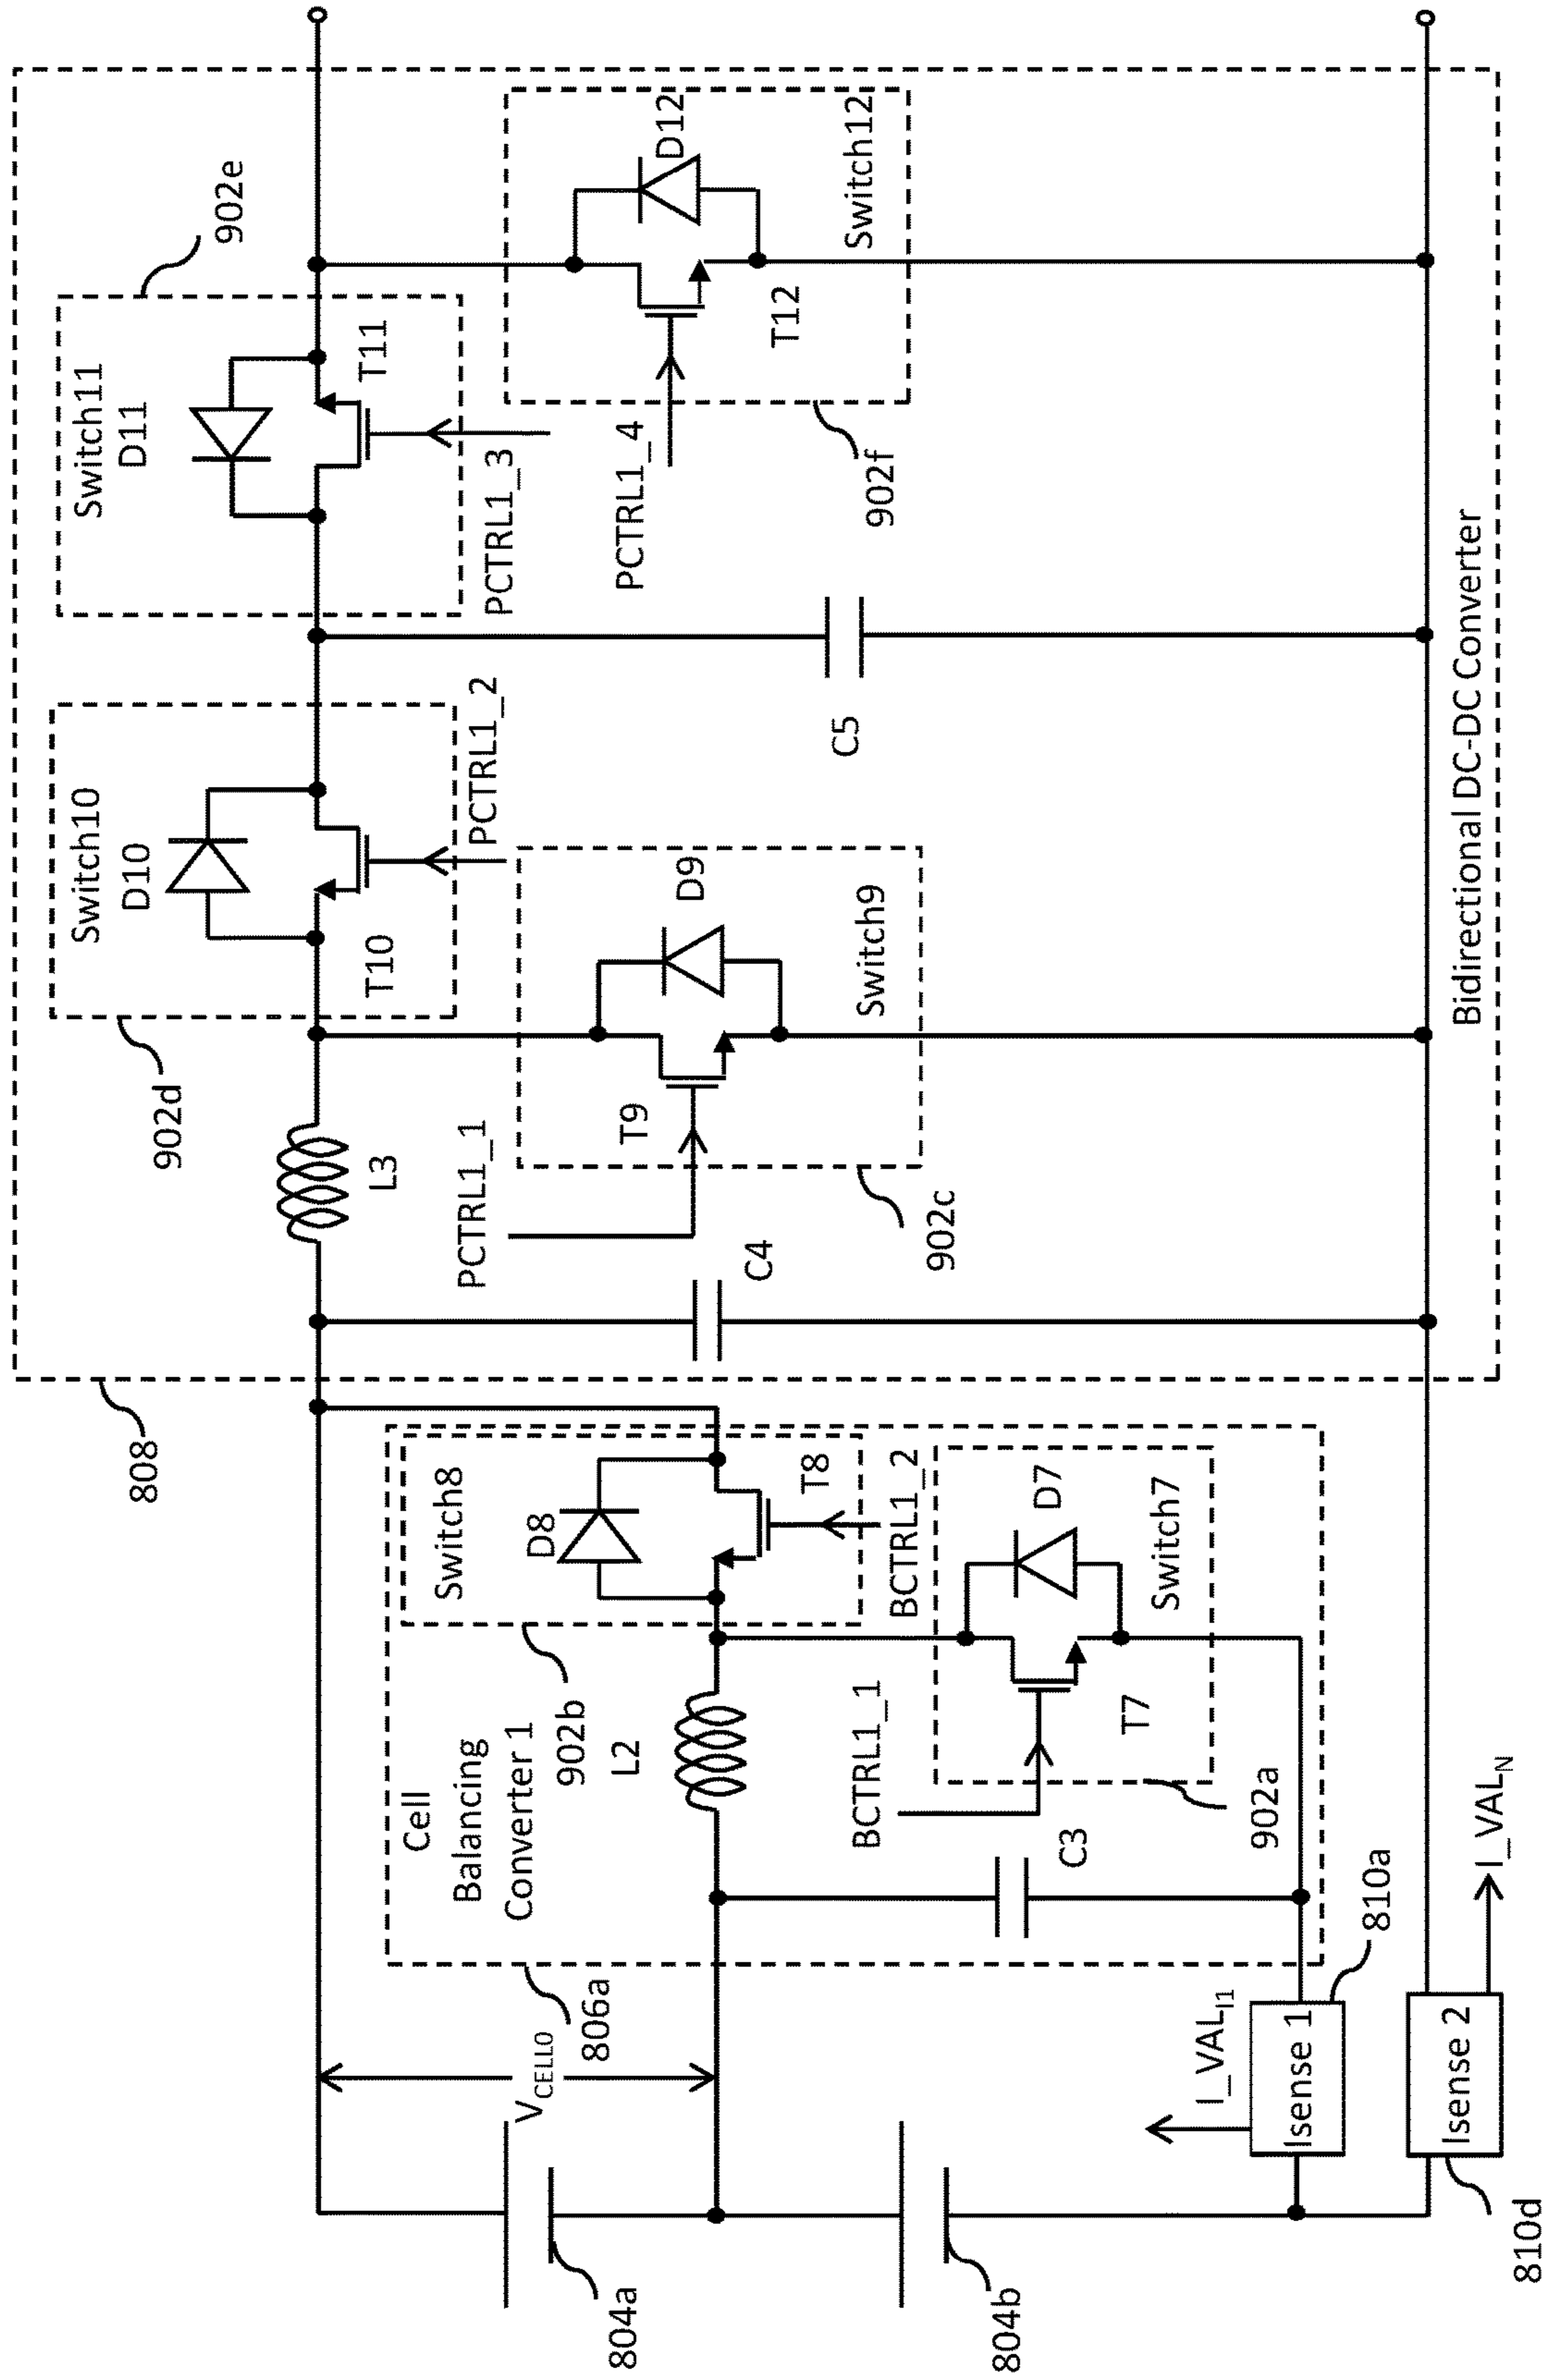 902e
Switch11
D11
T11
PCTRL1_3
D12
Switch12
T12
PCTRL1_4
902f
Switch10
D10
T10
PCTRL1_2
902d
C5
D9
Switch9
T9
PCTRL1_1
902c
L3
C4
Bidirectional DC-DC Converter
808
Switch8
D8
T8
BCTRL1_2
902b
D7
Switch7
T7
BCTRL1_1
902a
L2
C3
Cell
Balancing
Converter 1
806a
V_CELL0
I_VAL_I1
Isense 1
810a
I_VAL_N
Isense 2
810d
804a
804b